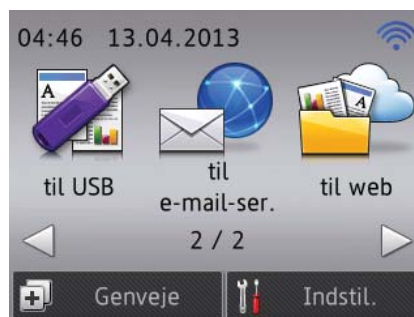 04:46 13.04.2013
A
A
til USB
til
e-mail-ser.
til web
2 / 2
Genveje
Indstil.